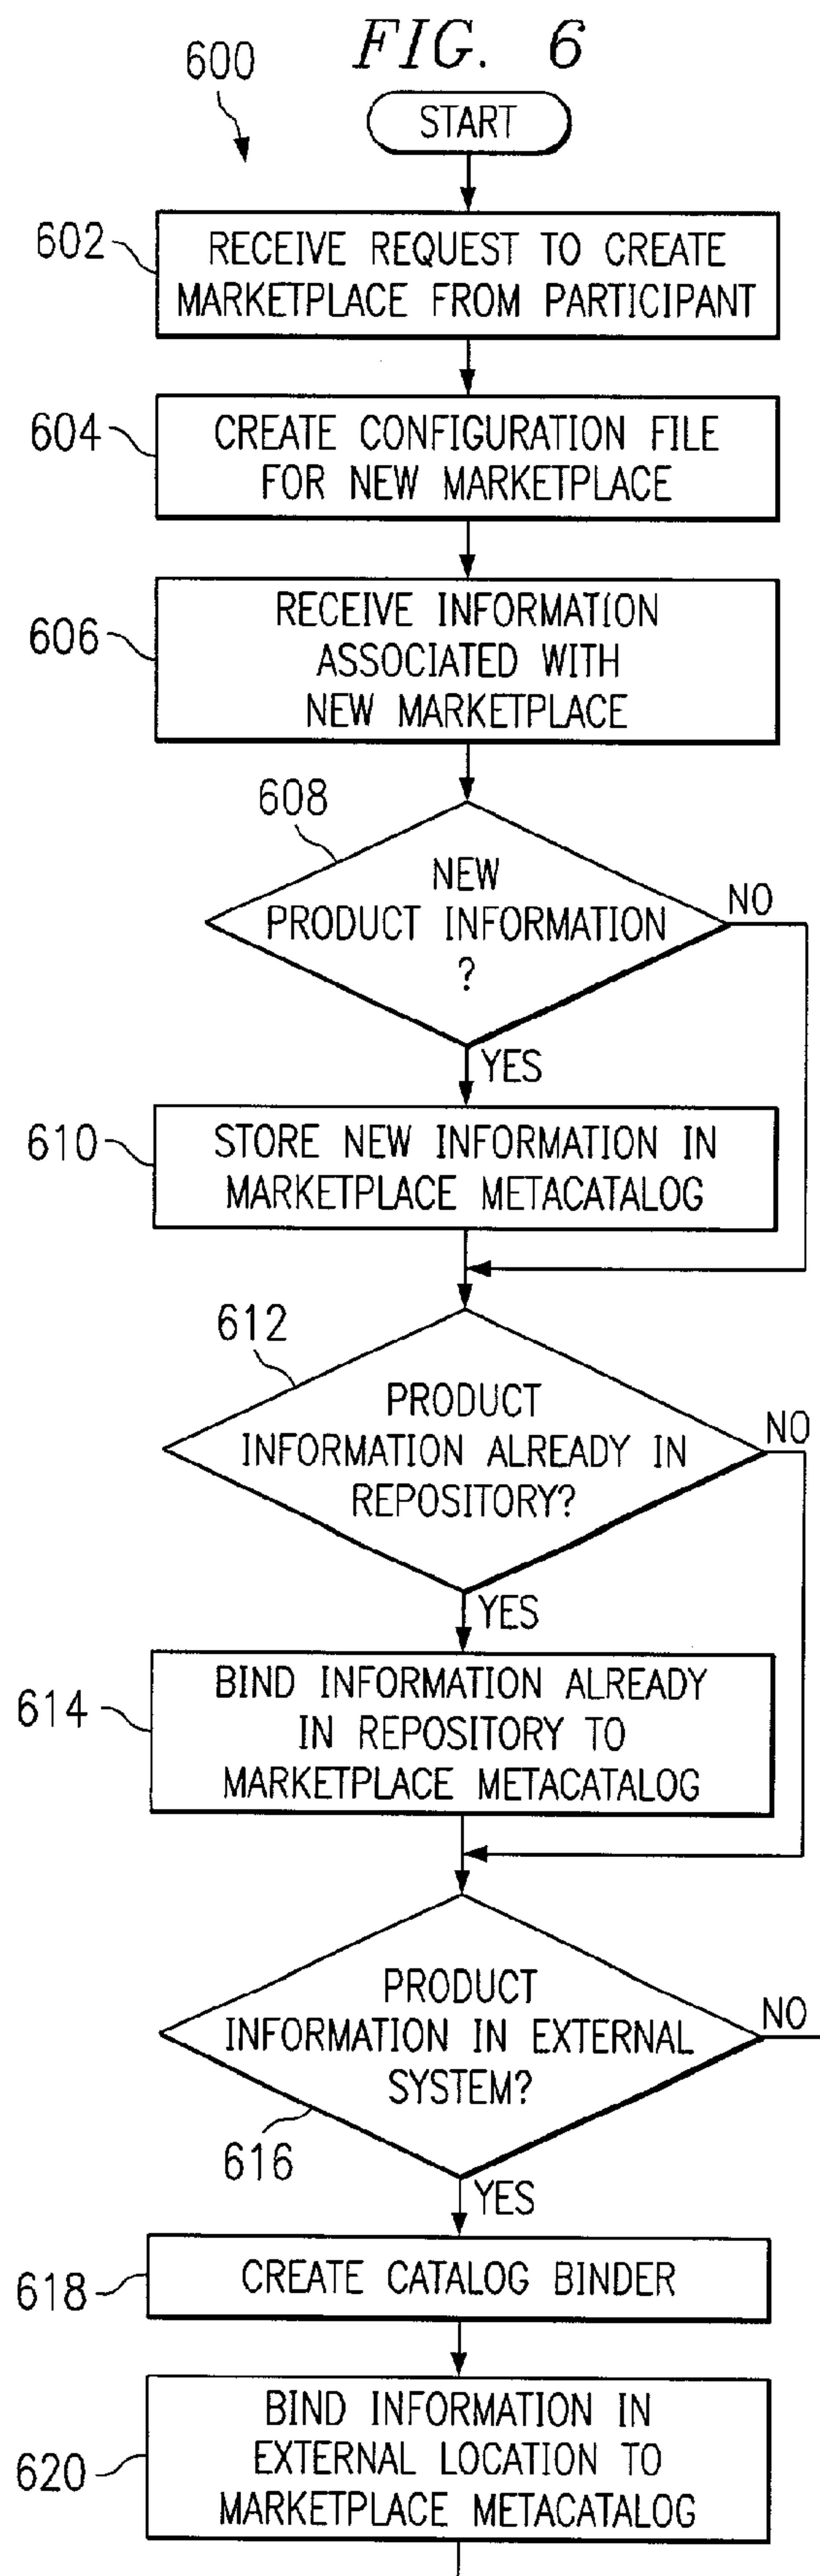 FIG. 6
600
START
602
RECEIVE REQUEST TO CREATE
MARKETPLACE FROM PARTICIPANT
604
CREATE CONFIGURATION FILE
FOR NEW MARKETPLACE
606
RECEIVE INFORMATION
ASSOCIATED WITH
NEW MARKETPLACE
608
NEW
PRODUCT INFORMATION
?
NO
YES
610
STORE NEW INFORMATION IN
MARKETPLACE METACATALOG
612
PRODUCT
INFORMATION ALREADY IN
REPOSITORY?
NO
YES
614
BIND INFORMATION ALREADY
IN REPOSITORY TO
MARKETPLACE METACATALOG
PRODUCT
INFORMATION IN EXTERNAL
SYSTEM?
NO
616
YES
618
CREATE CATALOG BINDER
620
BIND INFORMATION IN
EXTERNAL LOCATION TO
MARKETPLACE METACATALOG